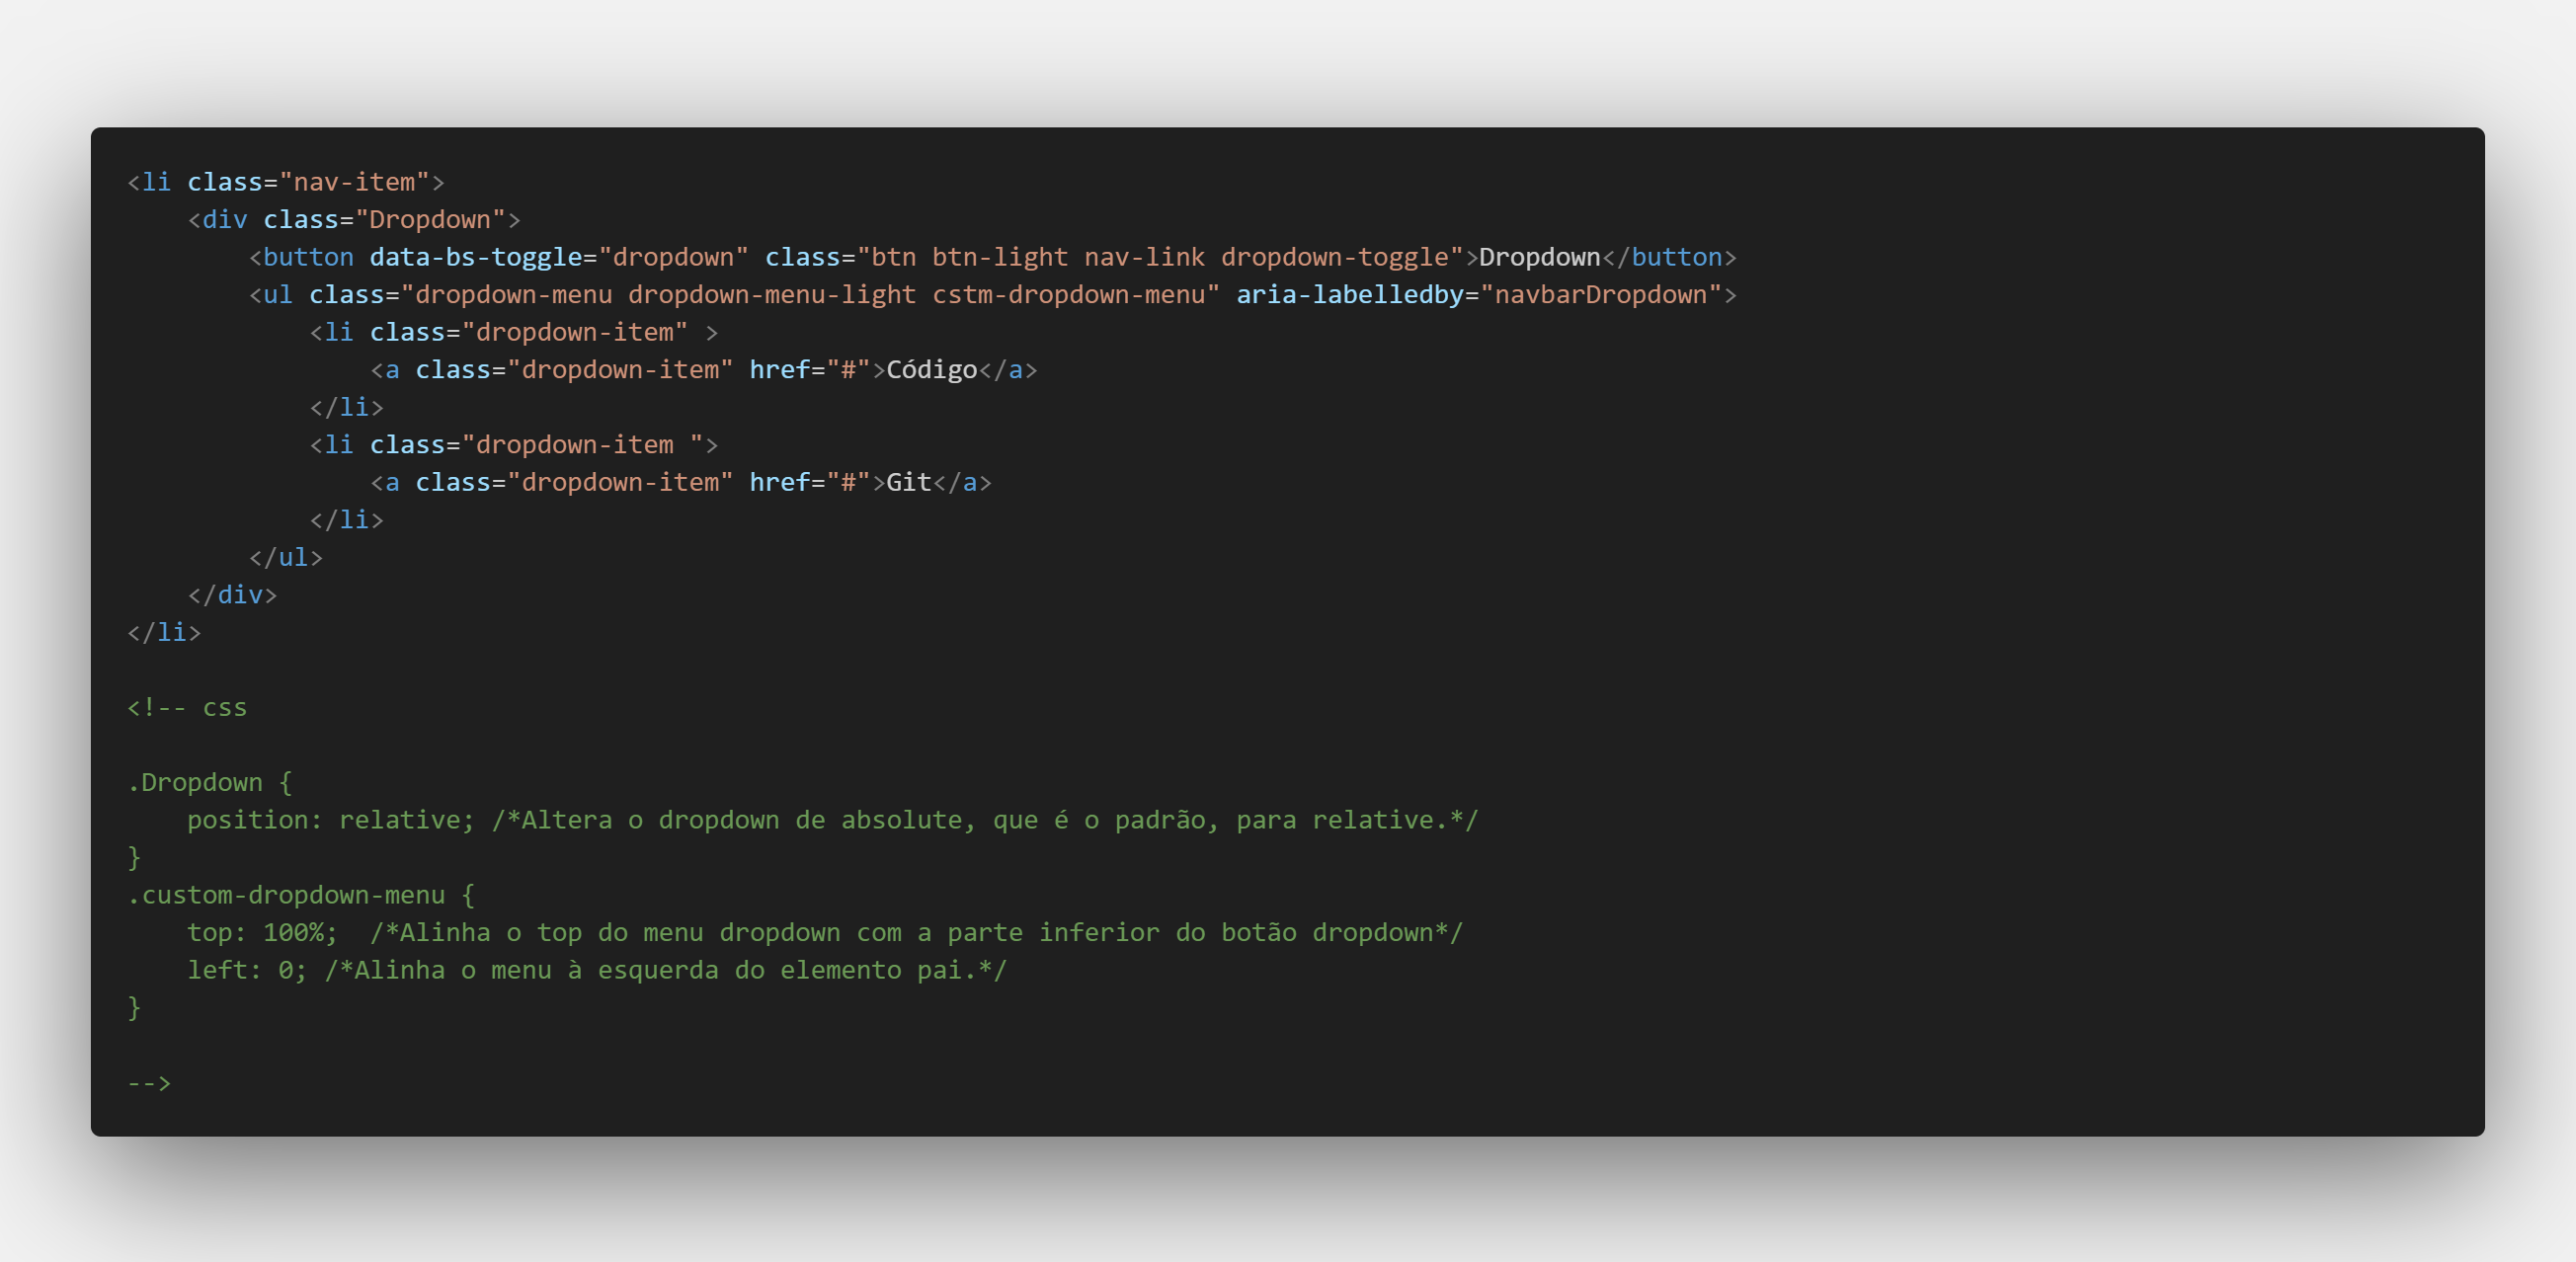 <li class="nav-item">
    <div class="Dropdown">
        <button data-bs-toggle="dropdown" class="btn btn-light nav-link dropdown-toggle">Dropdown</button>
        <ul class="dropdown-menu dropdown-menu-light cstm-dropdown-menu" aria-labelledby="navbarDropdown">
            <li class="dropdown-item" >
                <a class="dropdown-item" href="#">Código</a>
            </li>
            <li class="dropdown-item ">
                <a class="dropdown-item" href="#">Git</a>
            </li>
        </ul>
    </div>
</li>

<!-- css

.Dropdown {
    position: relative; /*Altera o dropdown de absolute, que é o padrão, para relative.*/
}
.custom-dropdown-menu {
    top: 100%;  /*Alinha o top do menu dropdown com a parte inferior do botão dropdown*/
    left: 0; /*Alinha o menu à esquerda do elemento pai.*/
}

-->